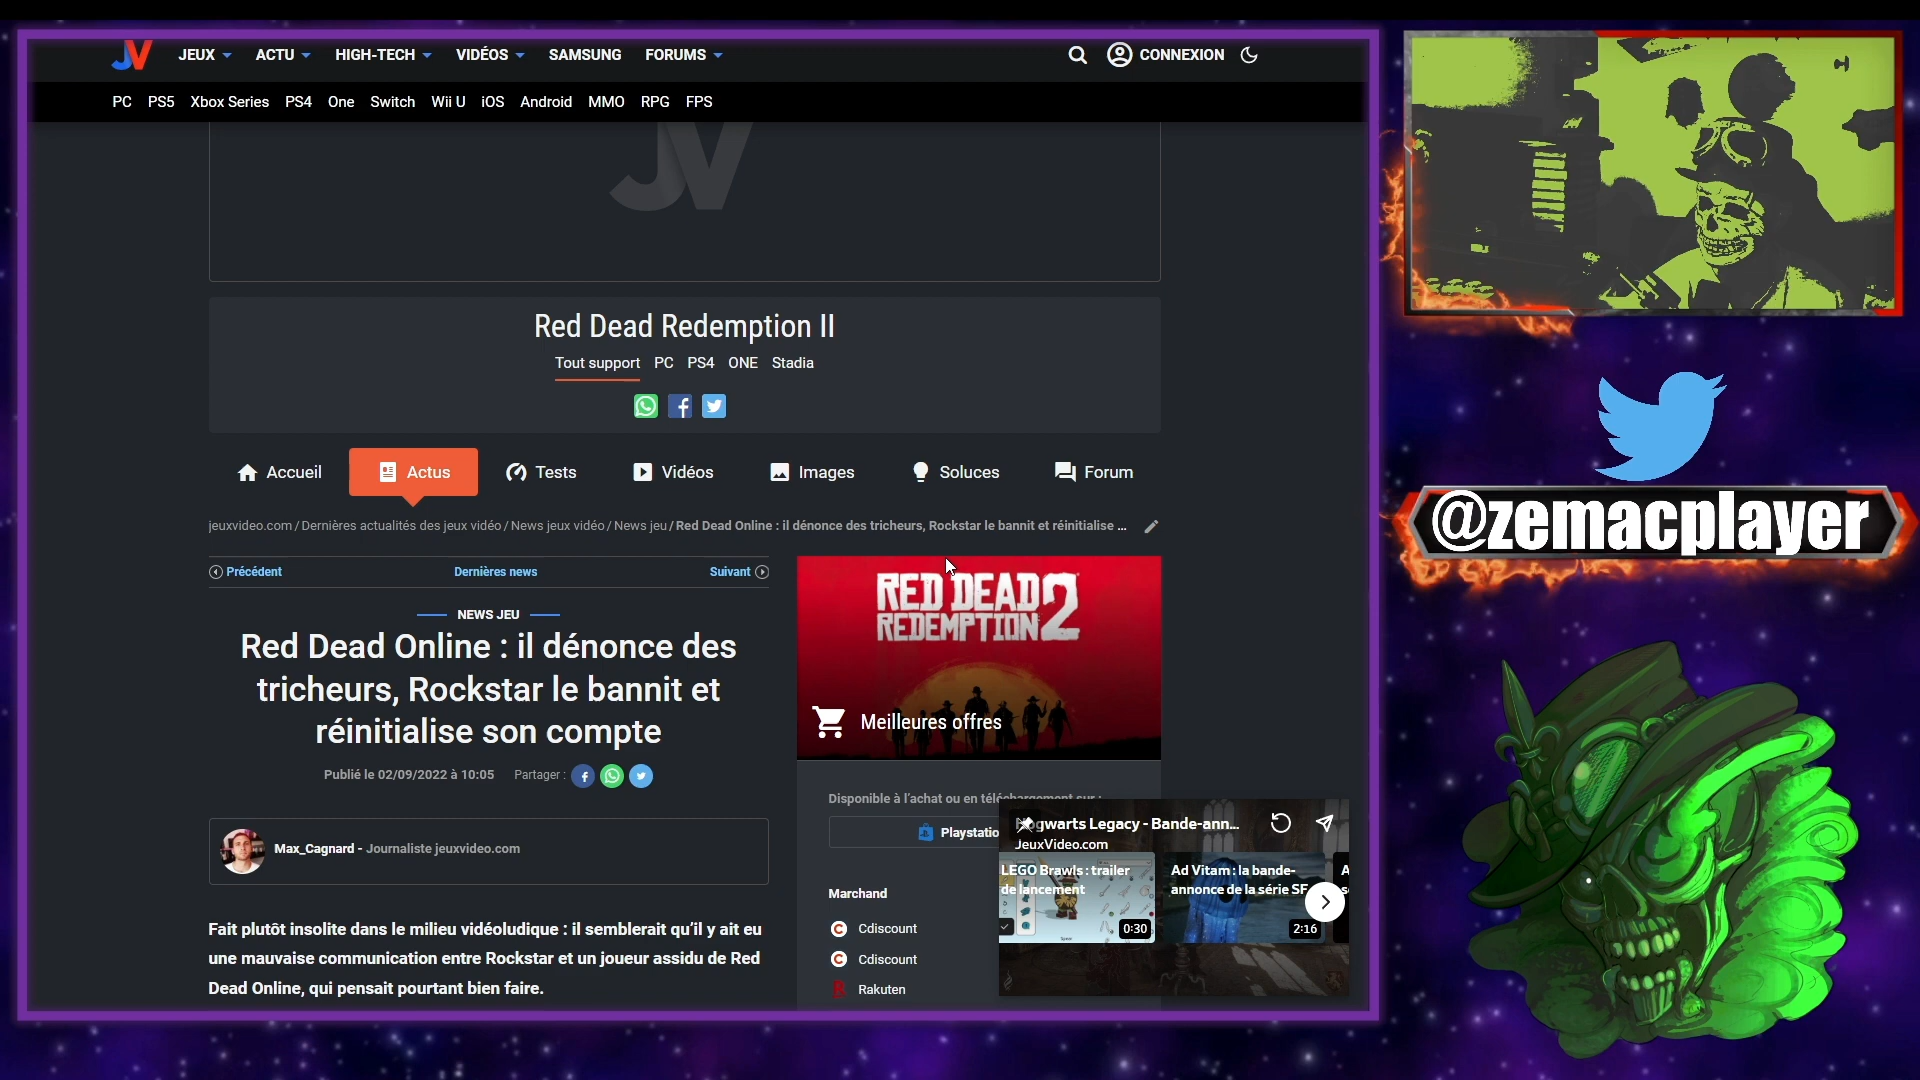 JV
JEUX ACTU HIGH-TECH VIDÉOS SAMSUNG FORUMS CONNEXION
PC PS5 Xbox Series PS4 One Switch Wii U iOS Android MMO RPG FPS
JV
Red Dead Redemption II
Tout support PC PS4 ONE Stadia
Accueil Actus Tests Vidéos Images Soluces Forum
jeuxvideo.com / Dernières actualités des jeux vidéo / News jeux vidéo / News jeu / Red Dead Online : il dénonce des tricheurs, Rockstar le bannit et réinitialise ...
Précédent Dernières news Suivant
NEWS JEU
Red Dead Online : il dénonce des
tricheurs, Rockstar le bannit et
réinitialise son compte
Publié le 02/09/2022 à 10:05 Partager :
Max_Cagnard - Journaliste jeuxvideo.com
Fait plutôt insolite dans le milieu vidéoludique : il semblerait qu'il y ait eu
une mauvaise communication entre Rockstar et un joueur assidu de Red
Dead Online, qui pensait pourtant bien faire.
RED DEAD
REDEMPTION 2
Meilleures offres
Disponible à l'achat ou en téléchargement sur :
Playstatio
Marchand
Cdiscount
Cdiscount
Rakuten
gwarts Legacy - Bande-ann...
JeuxVideo.com
LEGO Brawls : trailer
de lancement
0:30
Ad Vitam : la bande-
annonce de la série SF
2:16
@zemacplayer